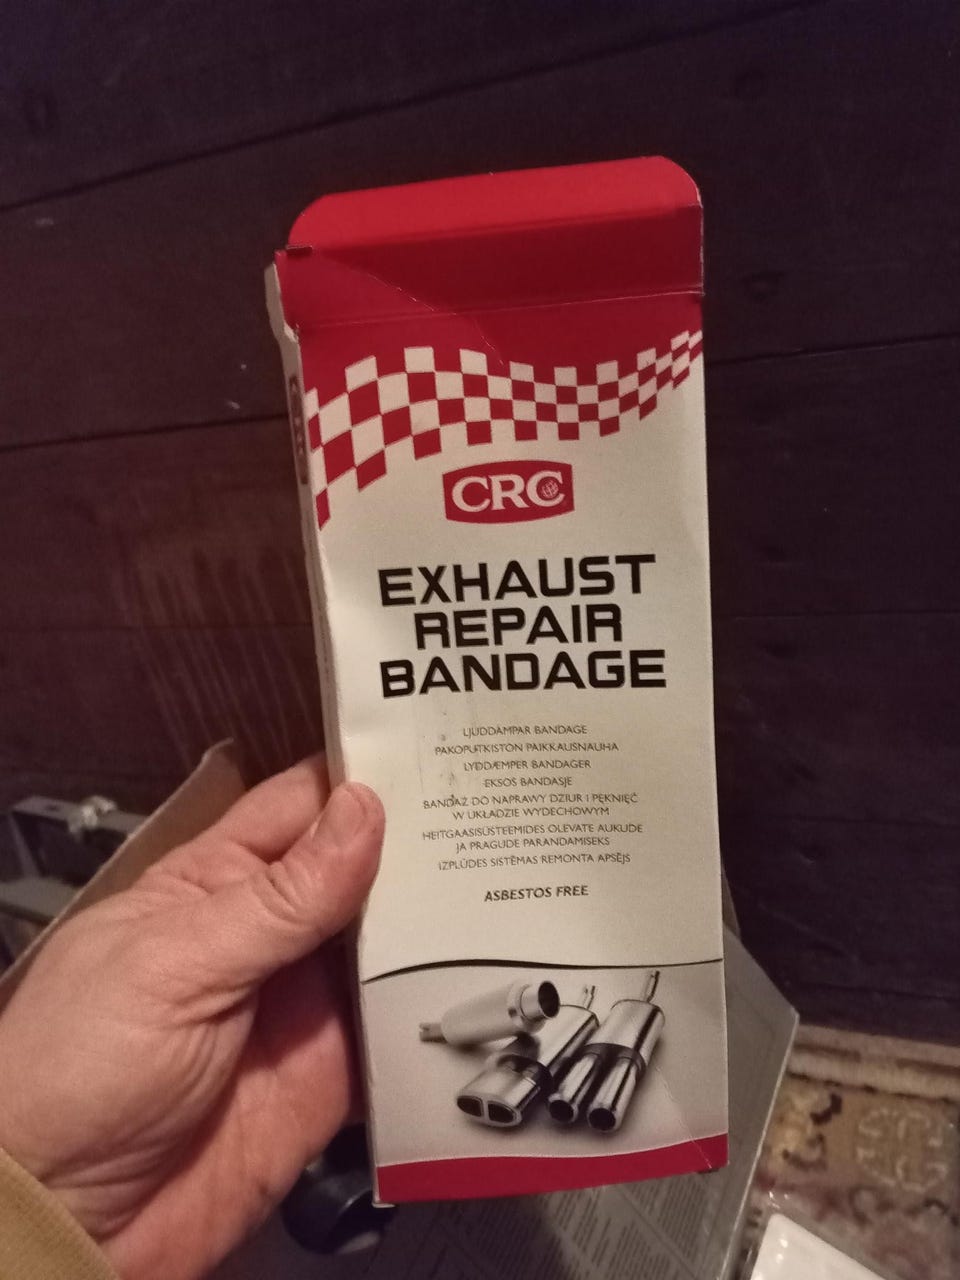 CRC
EXHAUST
REPAIR
BANDAGE
LJUDDÄMPAR BANDAGE
PAKOPUTKISTON PAIKKAUSNAUHA
LYDDÆMPER BANDAGER
EKSOS BANDASJE
BANDAŻ DO NAPRAWY DZIUR I PĘKNIĘĆ
W UKŁADZIE WYDECHOWYM
HEITGAASISÜSTEEMIDES OLEVATE AUKUDE
JA PRAGUDE PARANDAMISEKS
IZPLŪDES SISTĒMAS REMONTA APSĒJS
ASBESTOS FREE